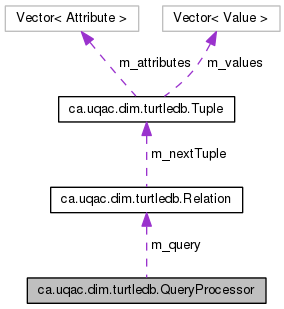 Vector< Attribute >
Vector< Value >
m_attributes
m_values
ca.uqac.dim.turtledb.Tuple
m_nextTuple
ca.uqac.dim.turtledb.Relation
m_query
ca.uqac.dim.turtledb.QueryProcessor